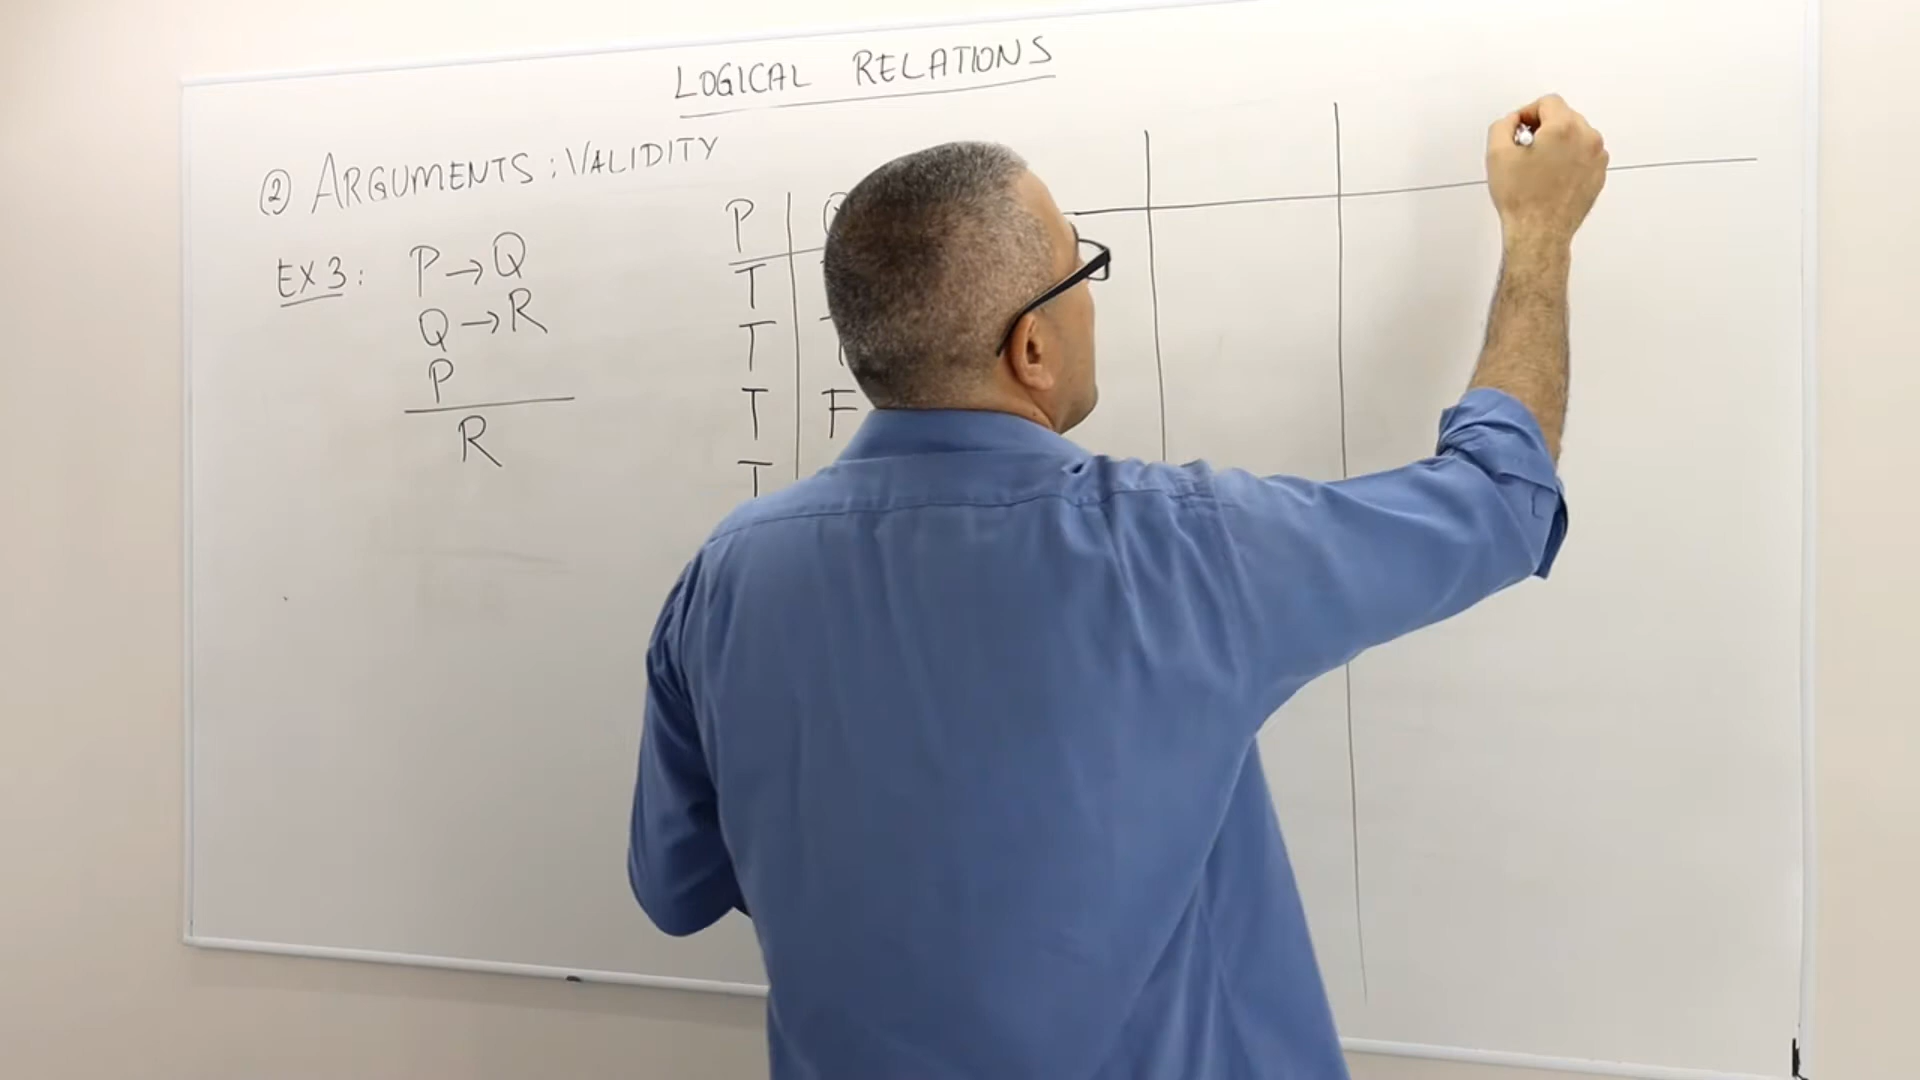 LOGICAL RELATIONS
② ARGUMENTS: VALIDITY
EX 3: P → Q
Q → R
P
R
P
T
T
T F
T